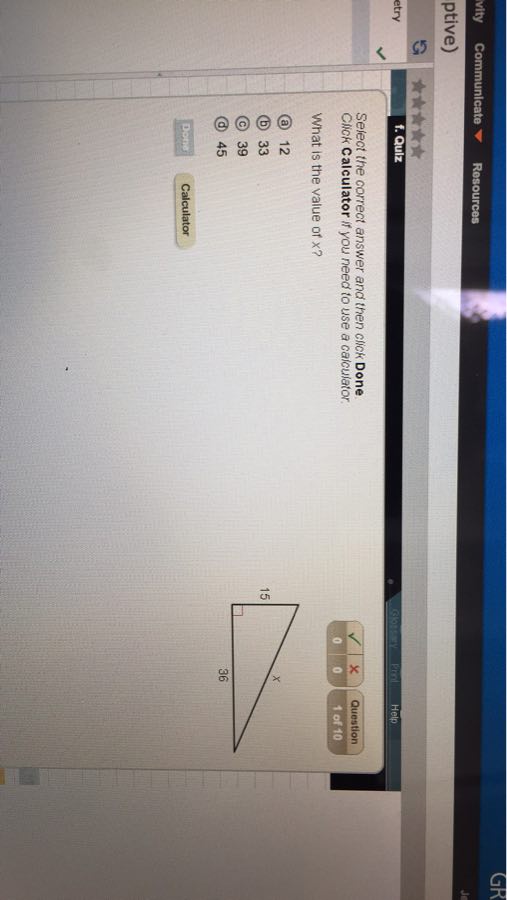 Communicate
Resources
ptive)
GR
etry
f. Quiz
Glossary Print Help
Select the correct answer and then click Done.
Click Calculator if you need to use a calculator.
Question
0 0 1 of 10
What is the value of x?
a 12
b 33
c 39
d 45
15
x
36
Done
Calculator